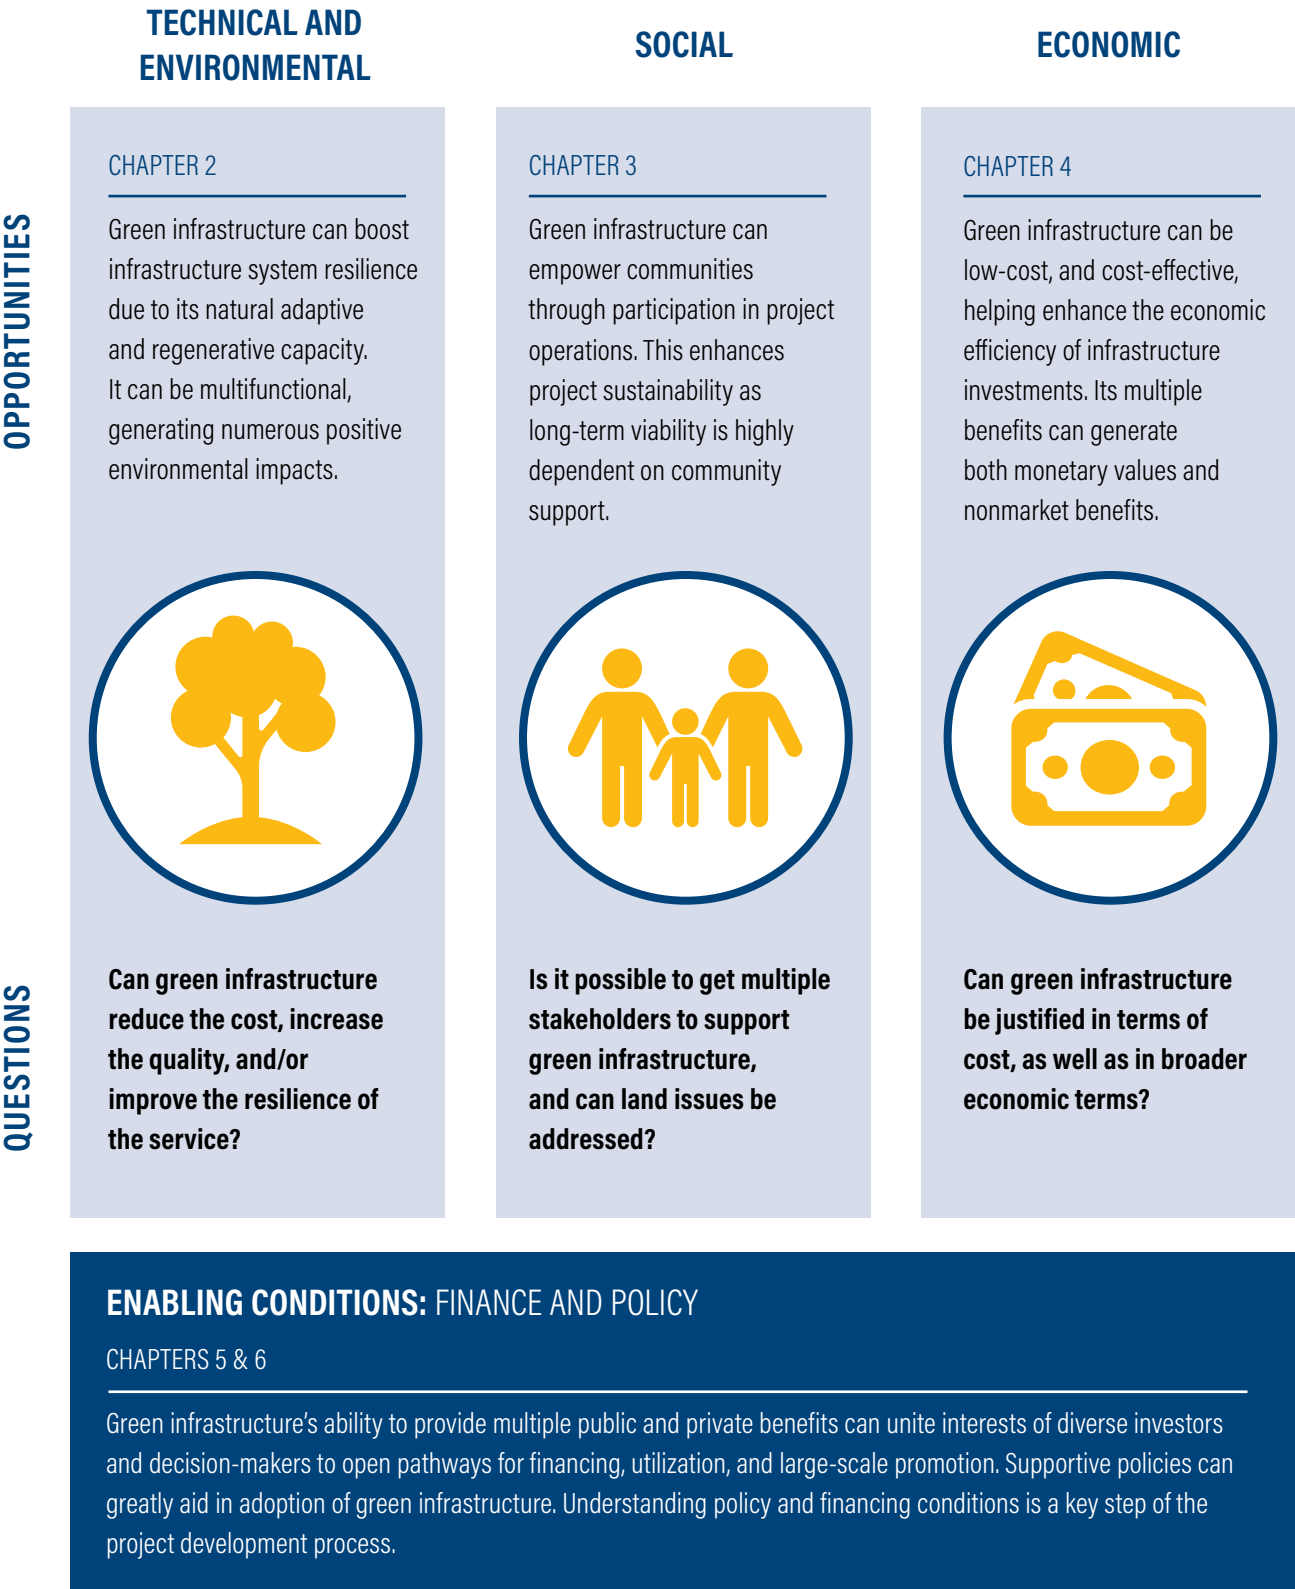 TECHNICAL AND
ENVIRONMENTAL
SOCIAL
ECONOMIC
OPPORTUNITIES
CHAPTER 2
Green infrastructure can boost
infrastructure system resilience
due to its natural adaptive
and regenerative capacity.
It can be multifunctional,
generating numerous positive
environmental impacts.
CHAPTER 3
Green infrastructure can
empower communities
through participation in project
operations. This enhances
project sustainability as
long-term viability is highly
dependent on community
support.
CHAPTER 4
Green infrastructure can be
low-cost, and cost-effective,
helping enhance the economic
efficiency of infrastructure
investments. Its multiple
benefits can generate
both monetary values and
nonmarket benefits.
QUESTIONS
Can green infrastructure
reduce the cost, increase
the quality, and/or
improve the resilience of
the service?
Is it possible to get multiple
stakeholders to support
green infrastructure,
and can land issues be
addressed?
Can green infrastructure
be justified in terms of
cost, as well as in broader
economic terms?
ENABLING CONDITIONS: FINANCE AND POLICY
CHAPTERS 5 & 6
Green infrastructure's ability to provide multiple public and private benefits can unite interests of diverse investors
and decision-makers to open pathways for financing, utilization, and large-scale promotion. Supportive policies can
greatly aid in adoption of green infrastructure. Understanding policy and financing conditions is a key step of the
project development process.